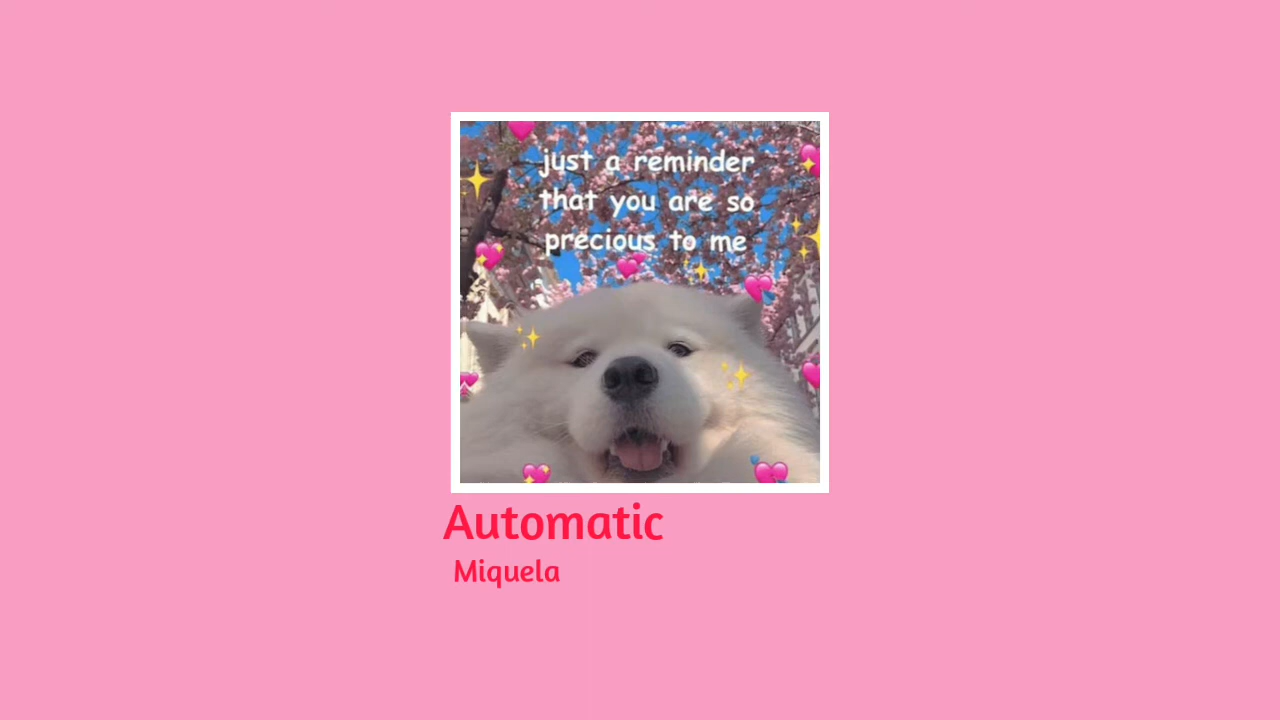 just a reminder
that you are so
precious to me
Automatic
Miquela